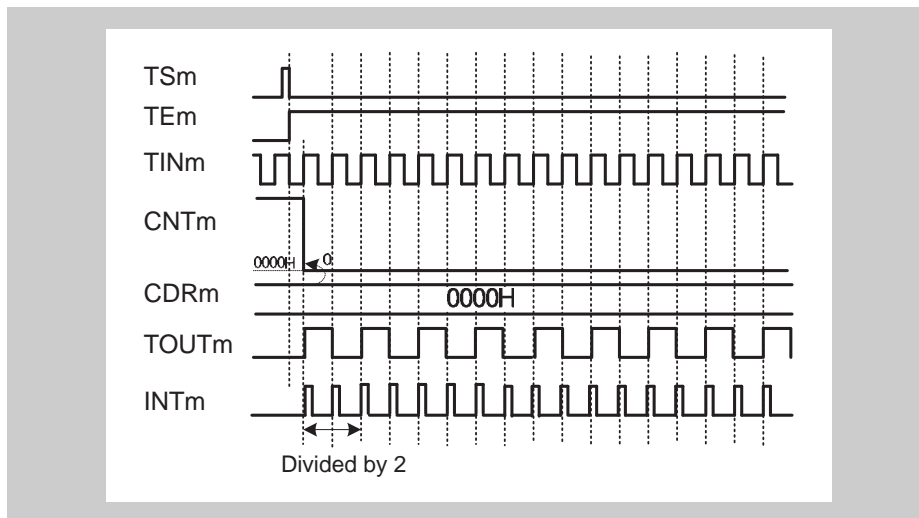 TSm
TEm
TINm
CNTm
0000H 0
CDRm
0000H
TOUTm
INTm
Divided by 2